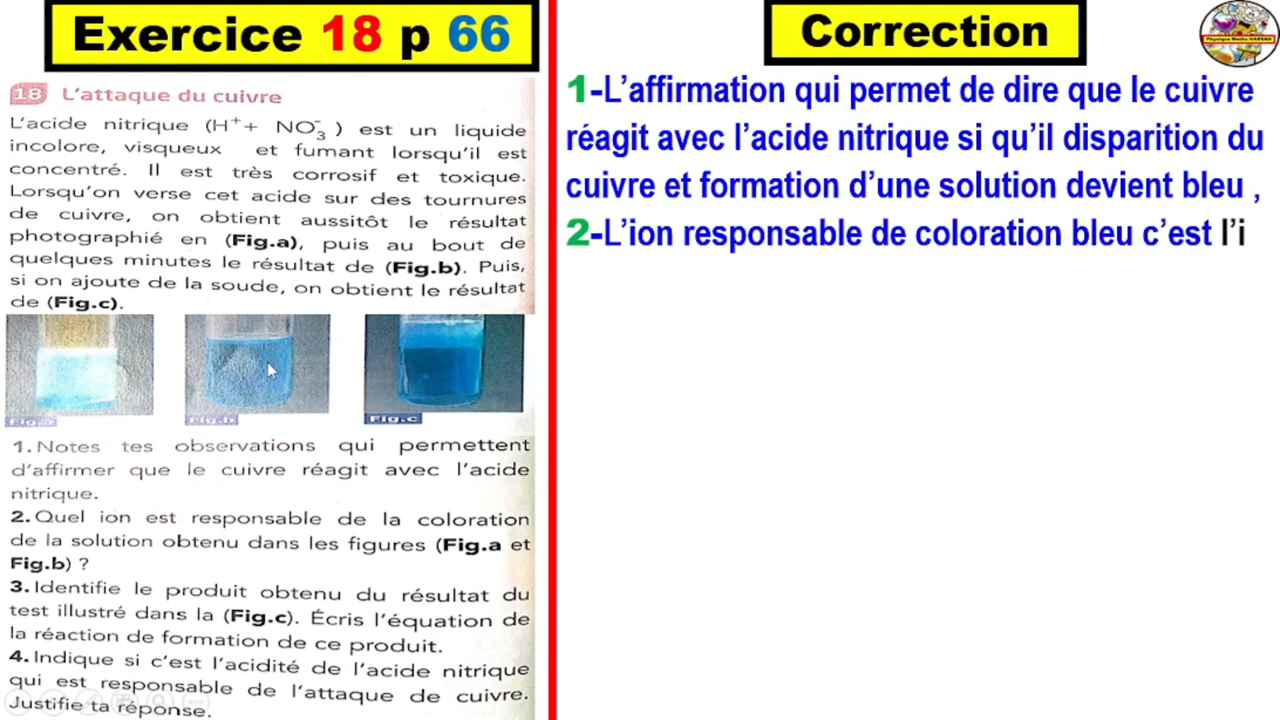 Exercice 18 p 66
18 L'attaque du cuivre
L'acide nitrique (H⁺+ NO₃⁻ ) est un liquide
incolore, visqueux et fumant lorsqu'il est
concentré. Il est très corrosif et toxique.
Lorsqu'on verse cet acide sur des tournures
de cuivre, on obtient aussitôt le résultat
photographié en (Fig.a), puis au bout de
quelques minutes le résultat de (Fig.b). Puis,
si on ajoute de la soude, on obtient le résultat
de (Fig.c).
Fig.b
Fig.c
1.Notes tes observations qui permettent
d'affirmer que le cuivre réagit avec l'acide
nitrique.
2.Quel ion est responsable de la coloration
de la solution obtenu dans les figures (Fig.a et
Fig.b) ?
3.Identifie le produit obtenu du résultat du
test illustré dans la (Fig.c). Écris l'équation de
la réaction de formation de ce produit.
4.Indique si c'est l'acidité de l'acide nitrique
qui est responsable de l'attaque de cuivre.
Justifie ta réponse.
Correction
Physique Maths HASSAN
1-L'affirmation qui permet de dire que le cuivre
réagit avec l'acide nitrique si qu'il disparition du
cuivre et formation d'une solution devient bleu ,
2-L'ion responsable de coloration bleu c'est l'i